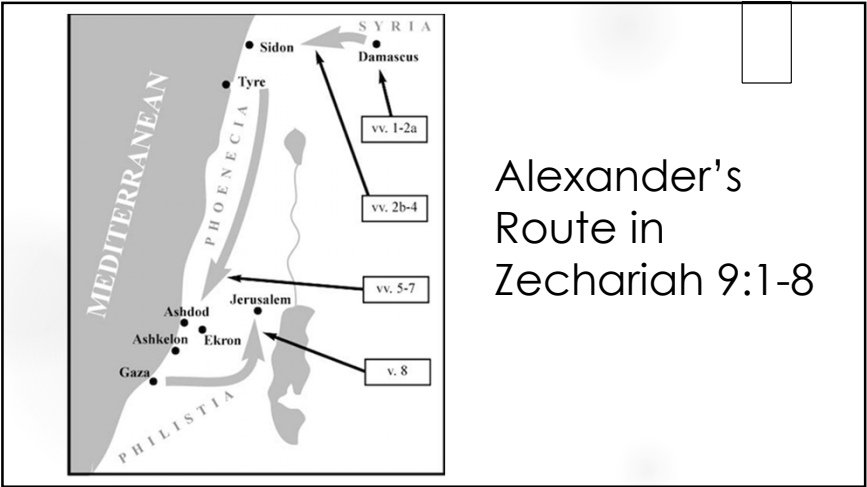 SYRIA
Sidon
Damascus
Tyre
vv. 1-2a
MEDITERRANEAN
PHOENECIA
vv. 2b-4
vv. 5-7
Jerusalem
Ashdod
Ashkelon
Ekron
Gaza
v. 8
PHILISTIA
Alexander’s
Route in
Zechariah 9:1-8